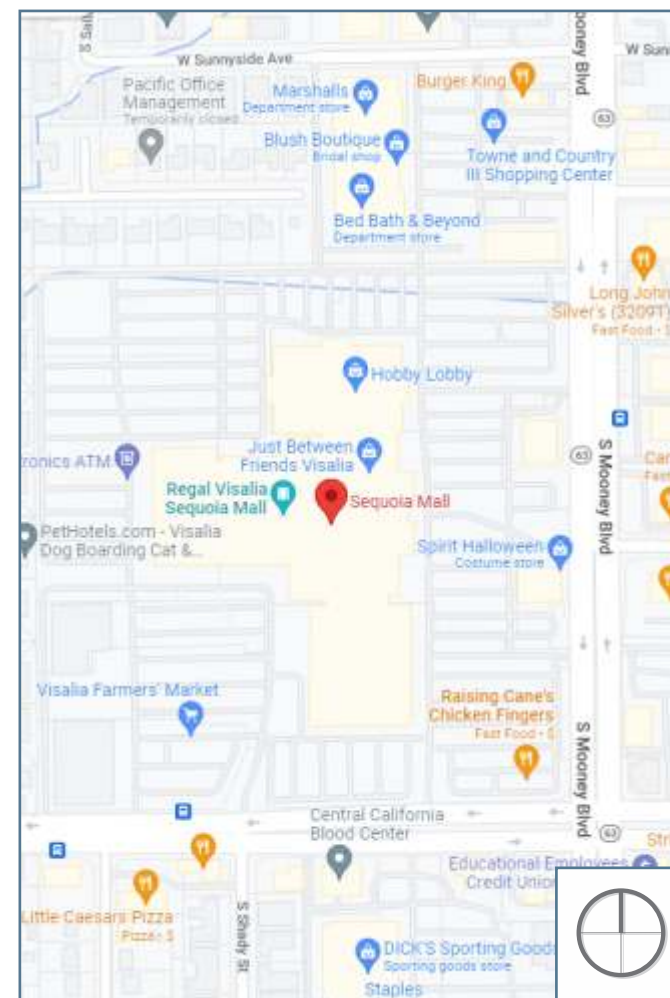 W Sunnyside Ave
W Sun
ooney Blvd
63
Pacific Office
Management
Temporarily closed
Marshalls
Department store
Burger King
Blush Boutique
Bridal shop
Towne and Country
III Shopping Center
Bed Bath & Beyond
Department store
Long John
Silver's (32091)
Fast Food • $
Hobby Lobby
ronics ATM
Just Between
Friends Visalia
63
S Mooney Blvd
Car
Fast
Regal Visalia
Sequoia Mall
Sequoia Mall
PetHotels.com - Visalia
Dog Boarding Cat &...
Spirit Halloween
Costume store
Visalia Farmers' Market
Raising Cane's
Chicken Fingers
Fast Food • $
S Mooney Blvd
Central California
Blood Center
63
Str
Educational Employees
Credit Union
Little Caesars Pizza
Pizza • $
S Shady St
DICK'S Sporting Goods
Sporting goods store
Staples